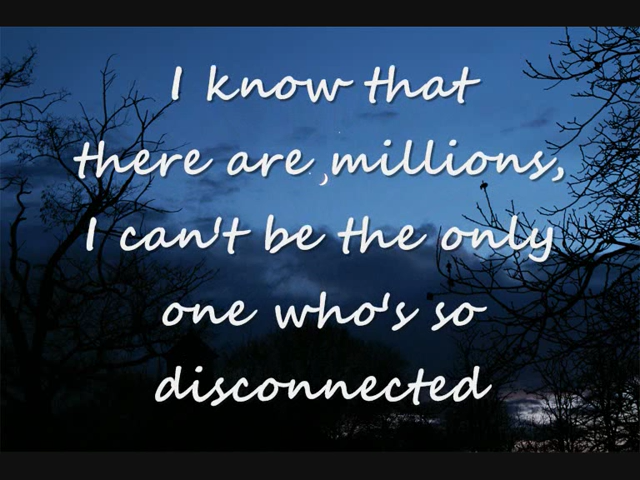 I know that
there are millions,
I can't be the only
one who's so
disconnected